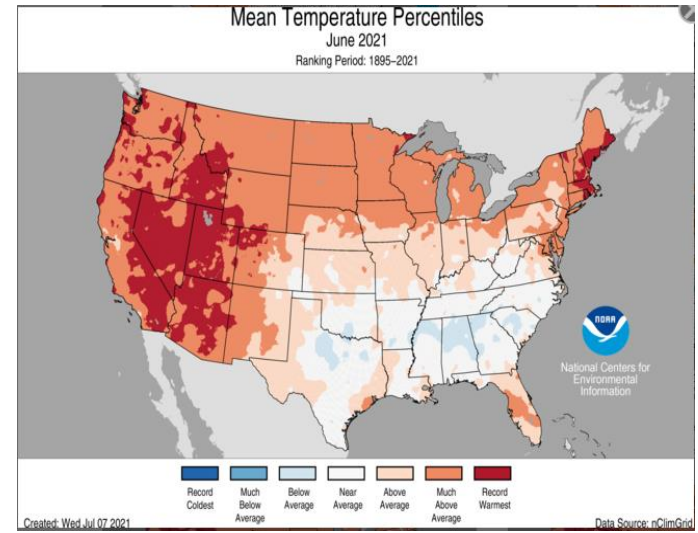 Mean Temperature Percentiles
June 2021
Ranking Period: 1895–2021
NOAA
National Centers for
Environmental
Information
Record
Coldest
Much
Below
Average
Below
Average
Near
Average
Above
Average
Much
Above
Average
Record
Warmest
Created: Wed Jul 07 2021
Data Source: nClimGrid